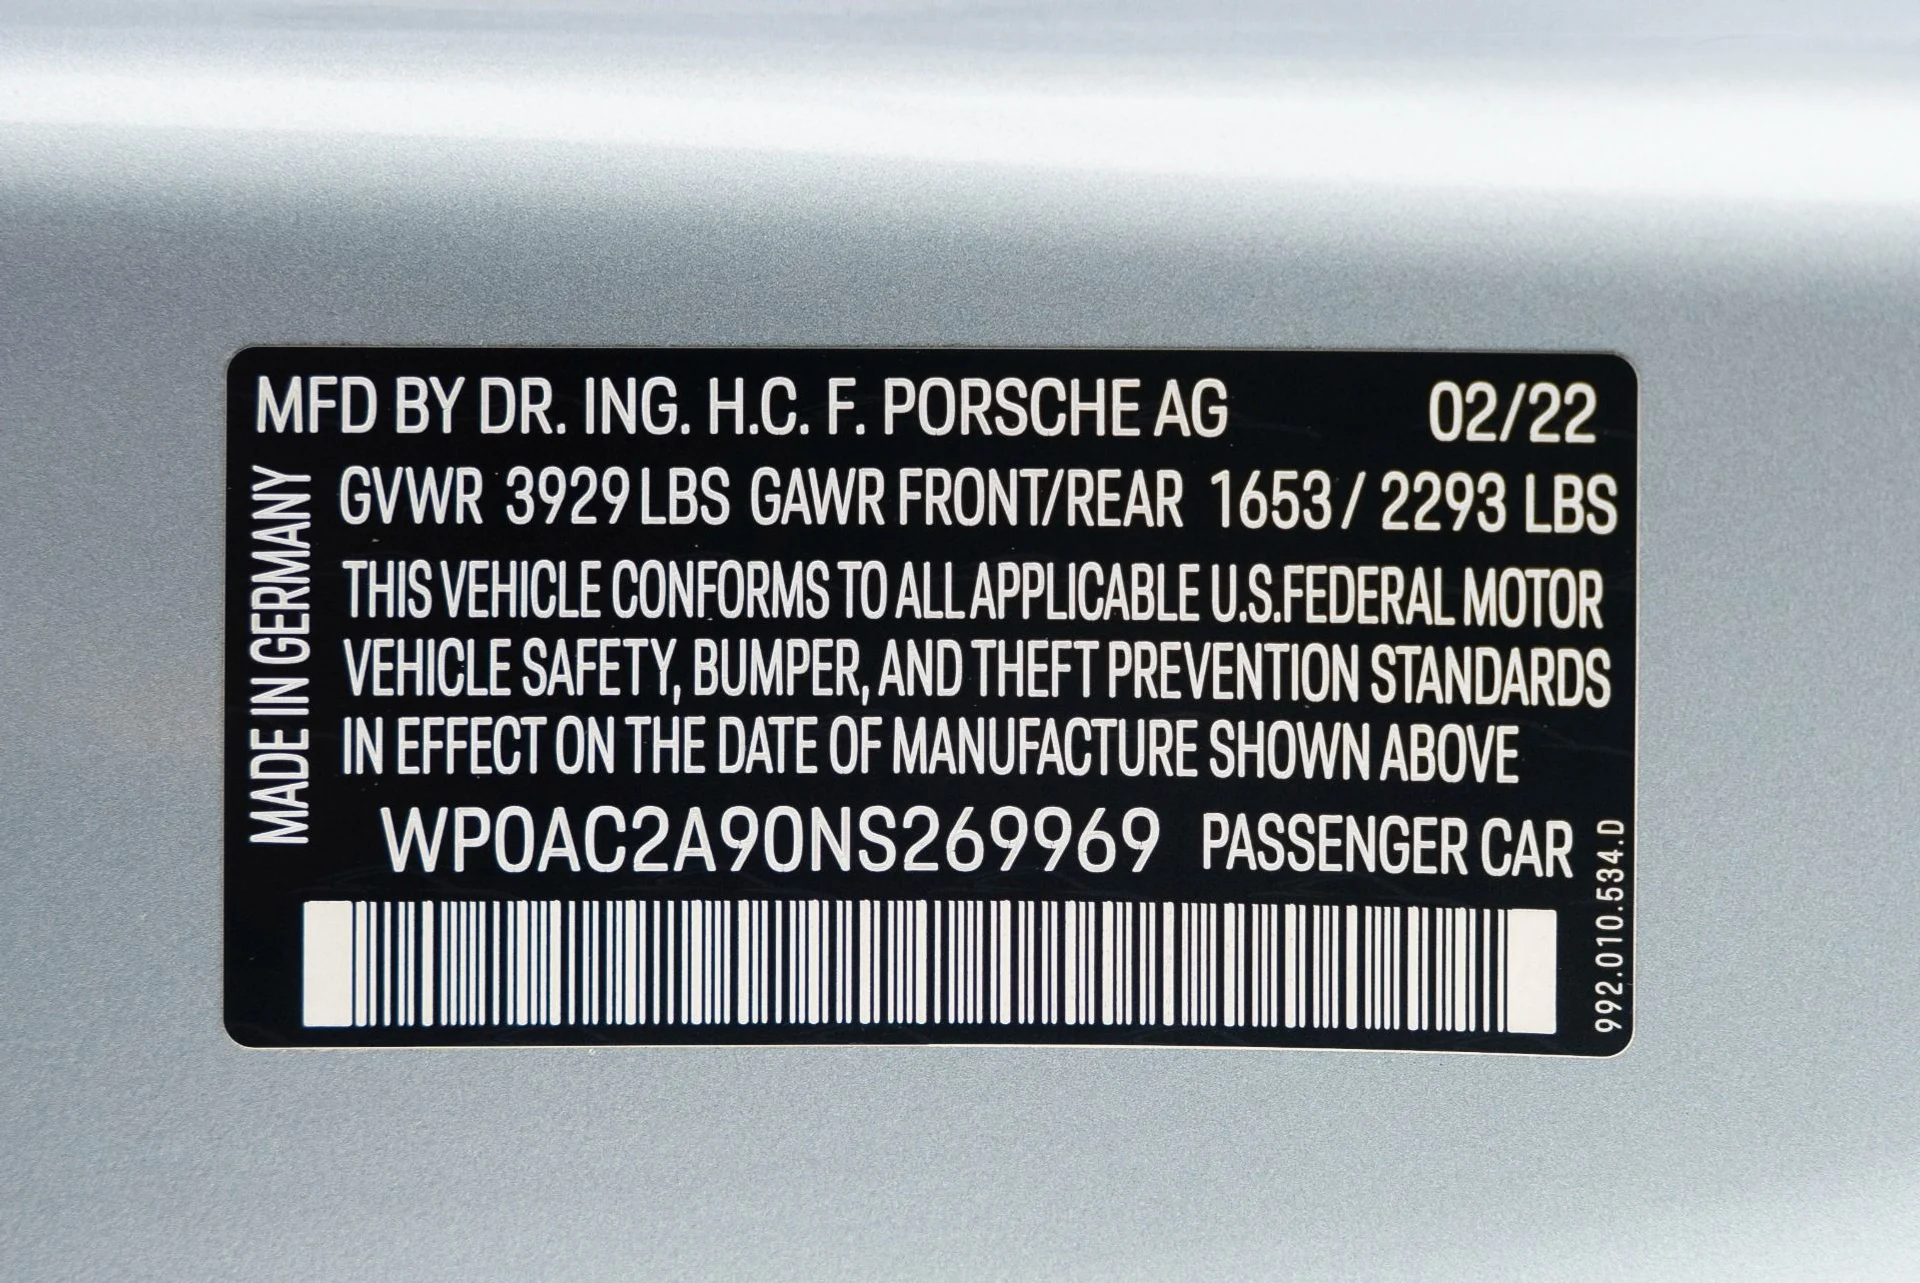 MFD BY DR. ING. H.C. F. PORSCHE AG 02/22
MADE IN GERMANY
GVWR 3929 LBS GAWR FRONT/REAR 1653 / 2293 LBS
THIS VEHICLE CONFORMS TO ALL APPLICABLE U.S.FEDERAL MOTOR
VEHICLE SAFETY, BUMPER, AND THEFT PREVENTION STANDARDS
IN EFFECT ON THE DATE OF MANUFACTURE SHOWN ABOVE
WP0AC2A90NS269969 PASSENGER CAR
992.010.534.D